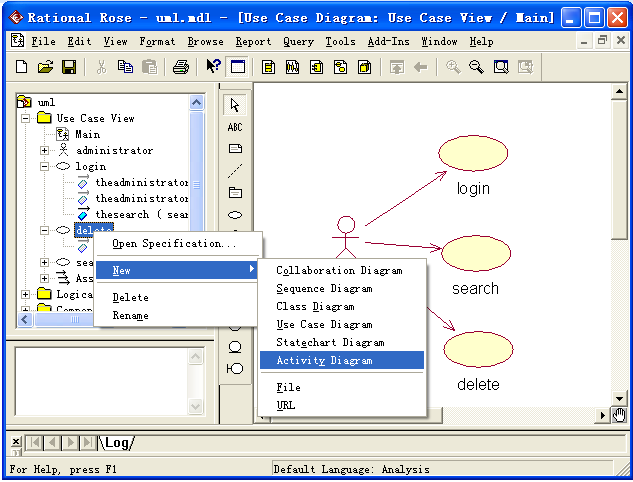 Rational Rose - uml.mdl - [Use Case Diagram: Use Case View / Main]
File Edit View Format Browse Report Query Tools Add-Ins Window Help
uml
Use Case View
Main
administrator
login
theadministrator
theadministrator
thesearch ( sear
delete
sea
Ass
Logica
Componen
ABC
Open Specification...
New
Delete
Rename
Collaboration Diagram
Sequence Diagram
Class Diagram
Use Case Diagram
Statechart Diagram
Activity Diagram
File
URL
login
search
delete
Log
For Help, press F1
Default Language: Analysis